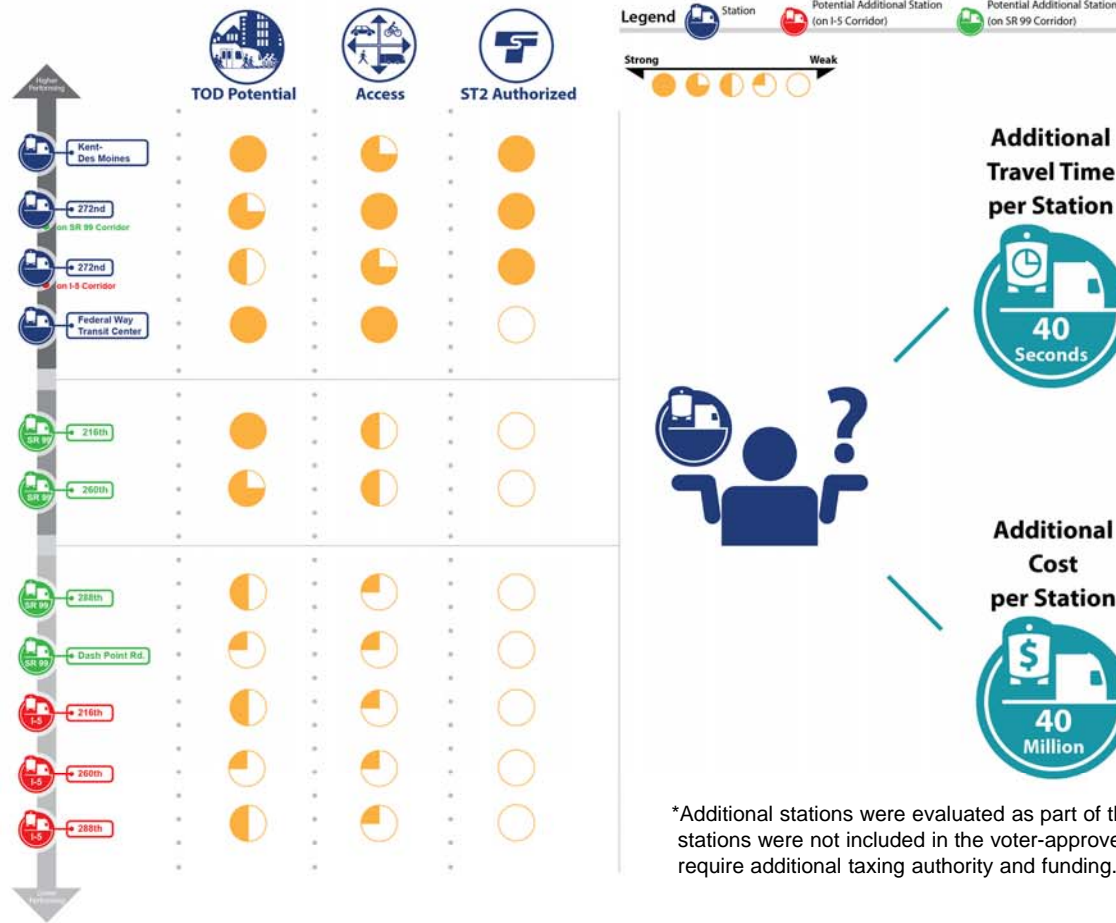 Legend
Station
Potential Additional Station
(on I-5 Corridor)
Potential Additional Station
(on SR 99 Corridor)
Strong
Weak
TOD Potential
Access
ST2 Authorized
Higher
Performing
Kent-
Des Moines
272nd
on SR 99 Corridor
272nd
on I-5 Corridor
Federal Way
Transit Center
SR 99
216th
SR 99
260th
SR 99
288th
SR 99
Dash Point Rd.
I-5
216th
I-5
260th
I-5
288th
Lower
Performing
Additional
Travel Time
per Station
40
Seconds
?
Additional
Cost
per Station
$
40
Million
*Additional stations were evaluated as part of
stations were not included in the voter-approve
require additional taxing authority and funding.